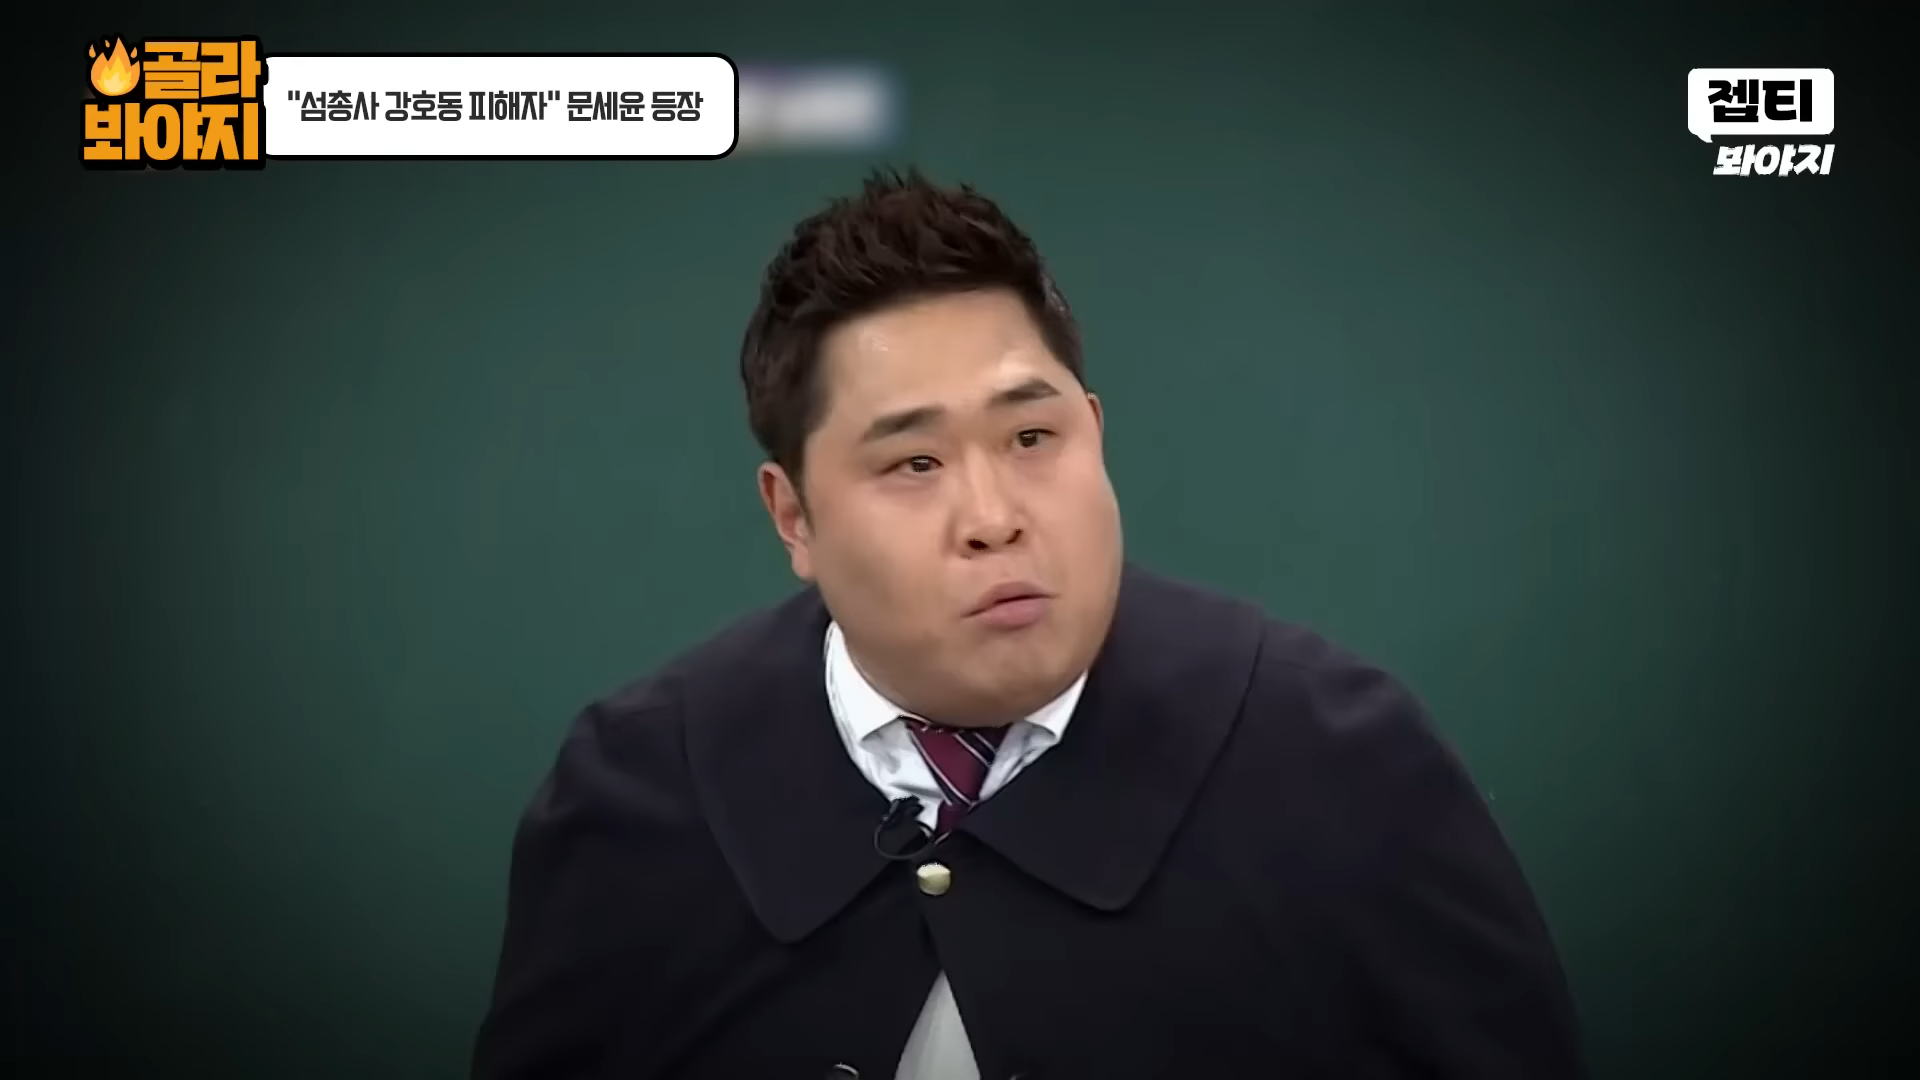 골라
봐야지
"섬총사 강호동 피해자" 문세윤 등장
젭티
봐야지